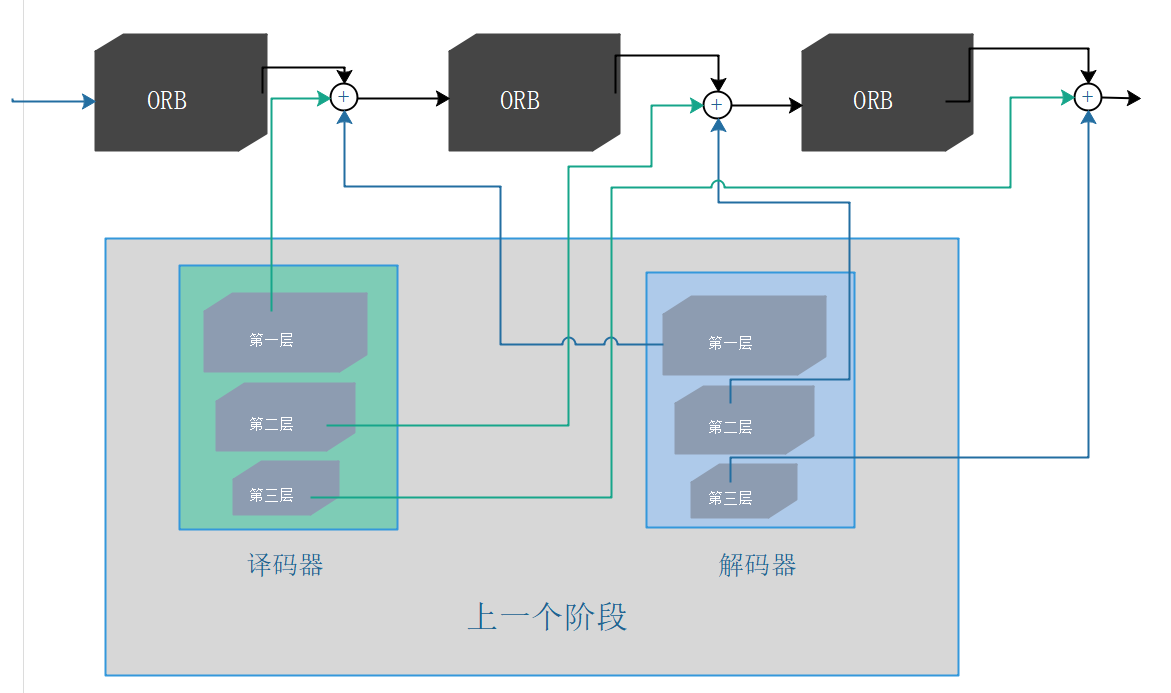 ORB
ORB
ORB
+
+
+
第一层
第二层
第三层
译码器
第一层
第二层
第三层
解码器
上一个阶段